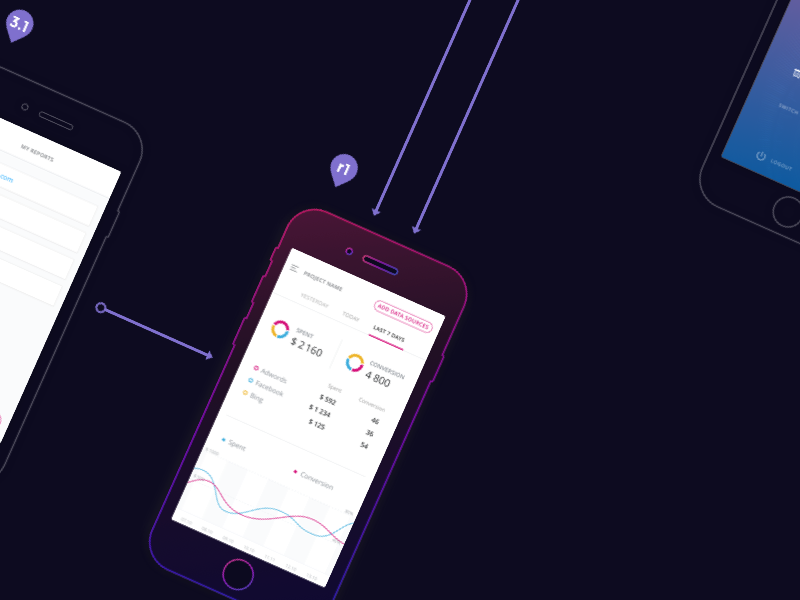 3.1
MY REPORTS
.com
r1
PROJECT NAME
ADD DATA SOURCES
YESTERDAY
TODAY
LAST 7 DAYS
SPENT
$ 2 160
CONVERSION
4 800
Spent
Conversion
Adwords
$ 592
46
Facebook
$ 1 234
36
Bing
$ 125
54
Spent
Conversion
SWITCH
LOGOUT